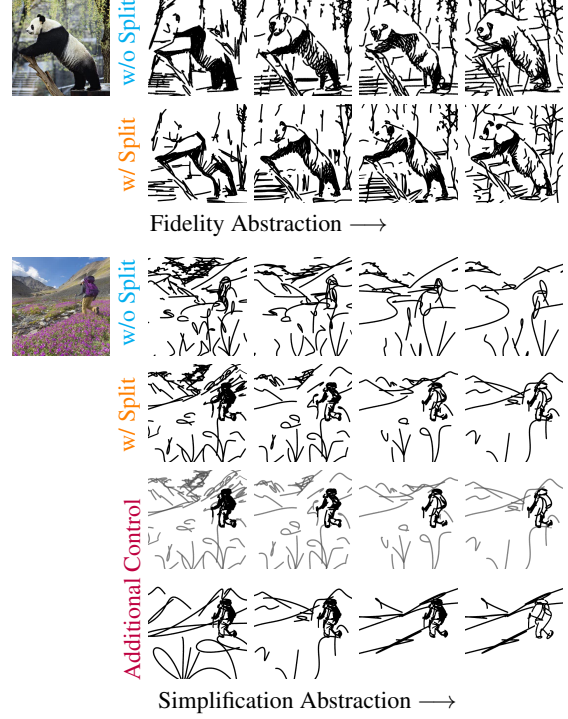 w/o Split
w/ Split
Fidelity Abstraction ⟶
w/o Split
w/ Split
Additional Control
Simplification Abstraction ⟶